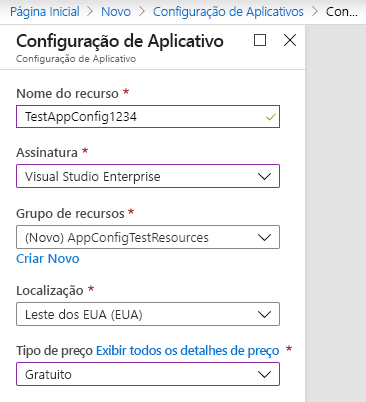 Página Inicial > Novo > Configuração de Aplicativos > Con...
Configuração de Aplicativo
Configuração de Aplicativo
Nome do recurso *
TestAppConfig1234
Assinatura *
Visual Studio Enterprise
Grupo de recursos *
(Novo) AppConfigTestResources
Criar Novo
Localização *
Leste dos EUA (EUA)
Tipo de preço Exibir todos os detalhes de preço *
Gratuito